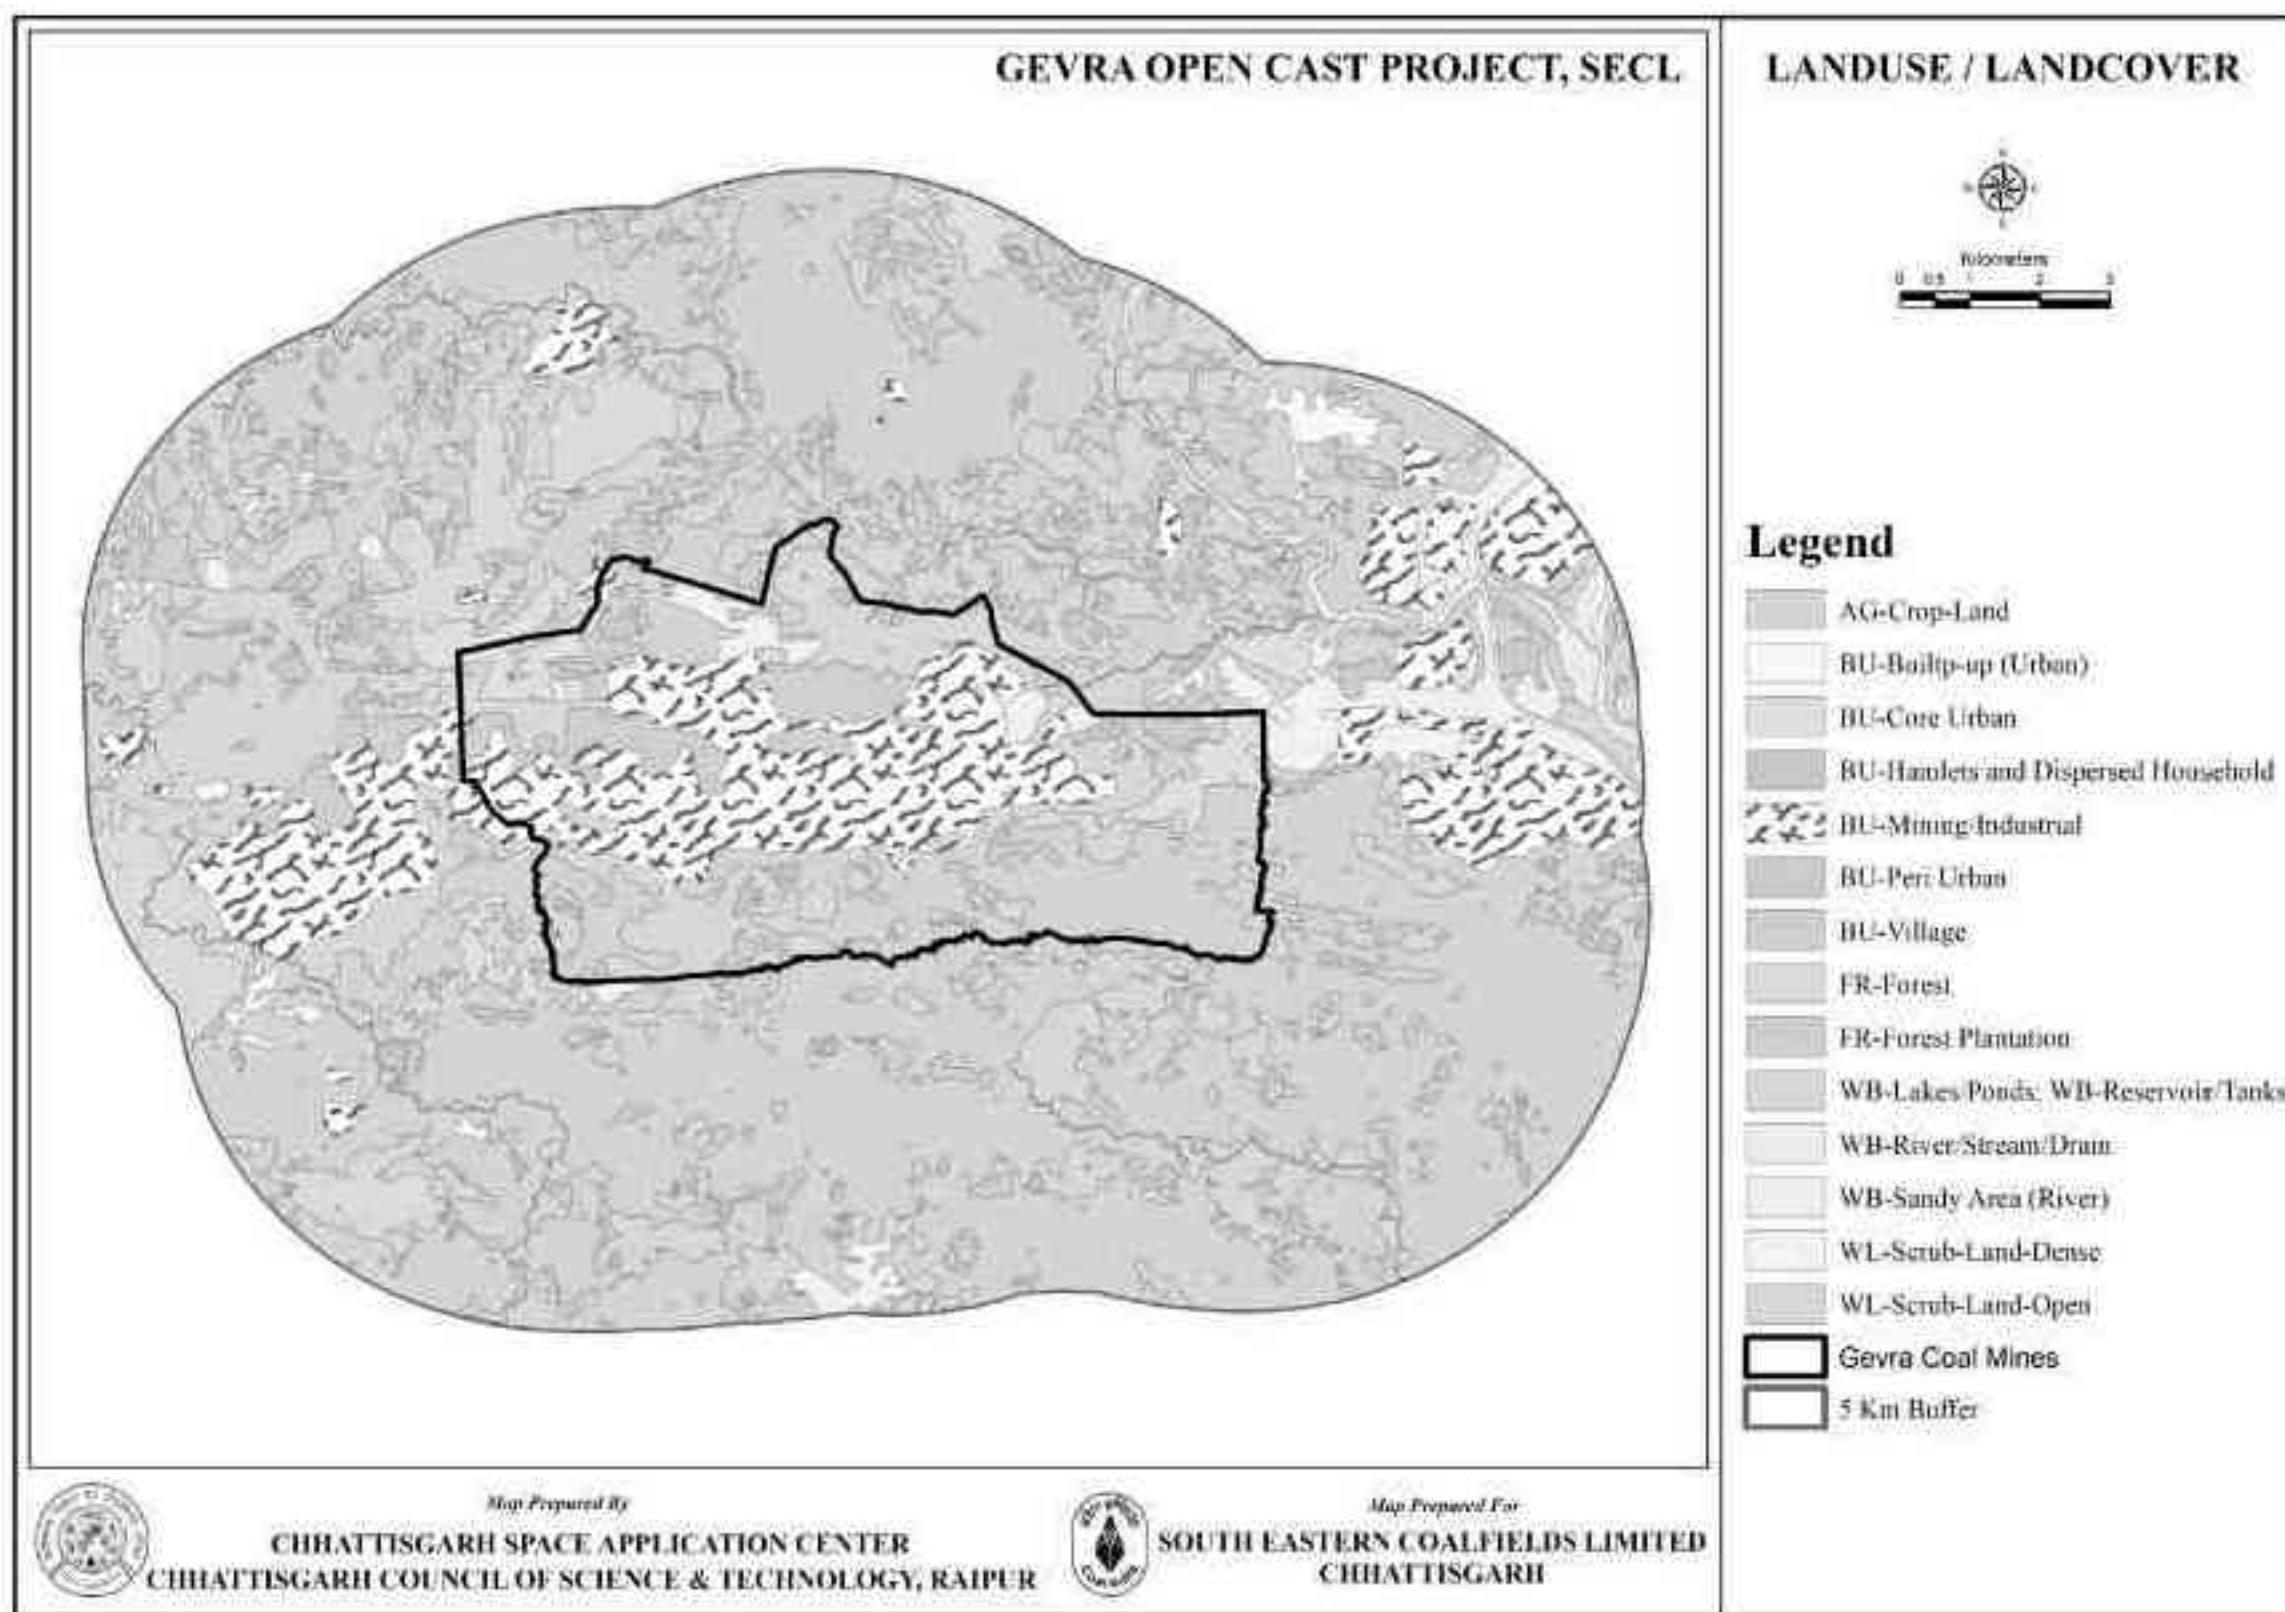 GEVRA OPEN CAST PROJECT, SECL
LANDUSE / LANDCOVER
Kilometers
0 0.5 1 2 3
Legend
AG-Crop-Land
BU-Builtp-up (Urban)
BU-Core Urban
BU-Hamlets and Dispersed Household
BU-Mining/Industrial
BU-Peri Urban
BU-Village
FR-Forest
FR-Forest Plantation
WB-Lakes/Ponds: WB-Reservoir/Tanks
WB-River/Stream/Drain
WB-Sandy Area (River)
WL-Scrub-Land-Dense
WL-Scrub-Land-Open
Gevra Coal Mines
5 Km Buffer
Map Prepared By
CHHATTISGARH SPACE APPLICATION CENTER
CHHATTISGARH COUNCIL OF SCIENCE & TECHNOLOGY, RAIPUR
Map Prepared For
SOUTH EASTERN COALFIELDS LIMITED
CHHATTISGARH